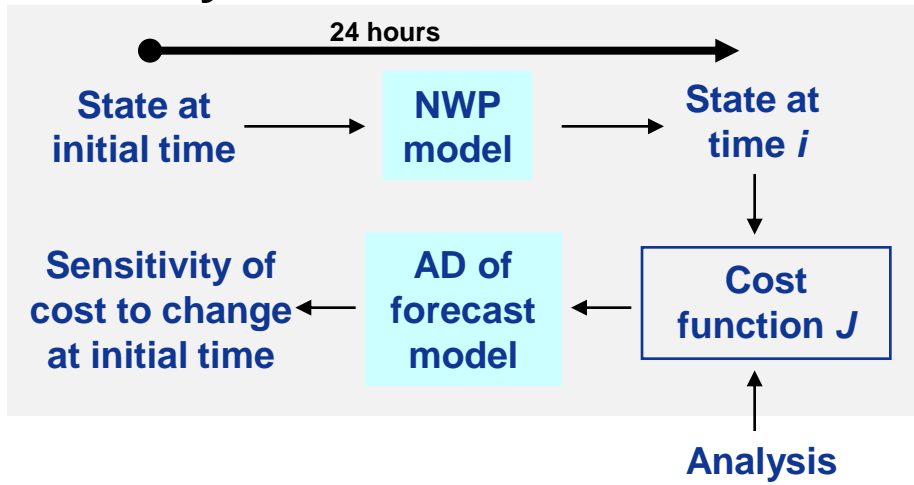 24 hours
State at
initial time
NWP
model
State at
time i
Sensitivity of
cost to change
at initial time
AD of
forecast
model
Cost
function J
Analysis